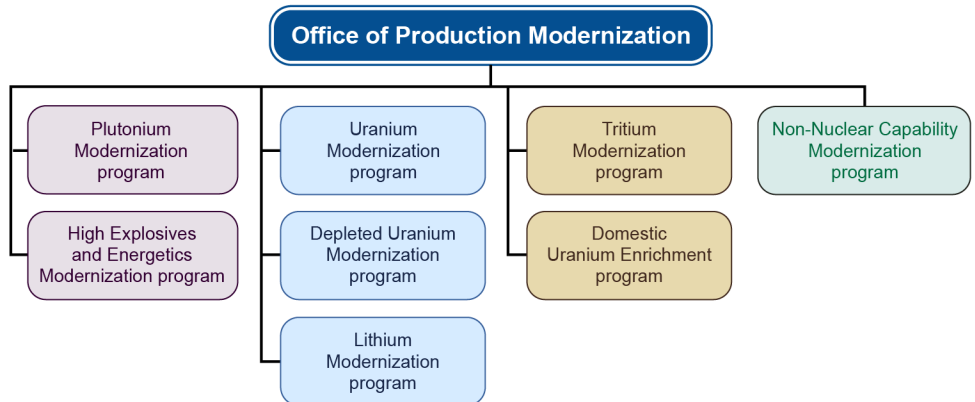 Office of Production Modernization
Plutonium
Modernization
program
High Explosives
and Energetics
Modernization program
Uranium
Modernization
program
Depleted Uranium
Modernization
program
Lithium
Modernization
program
Tritium
Modernization
program
Domestic
Uranium Enrichment
program
Non-Nuclear Capability
Modernization
program